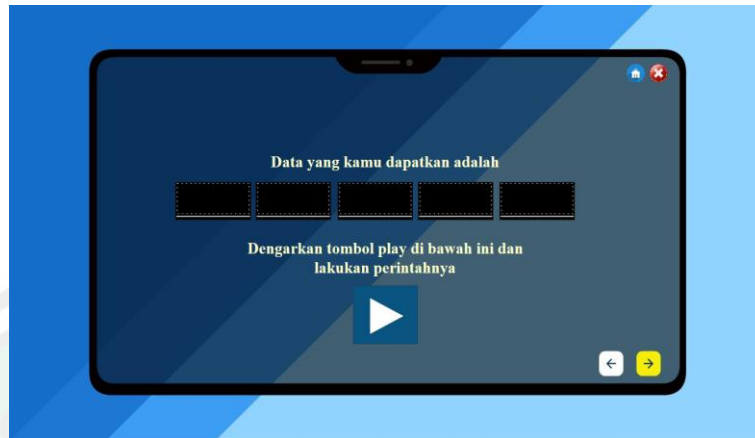 Data yang kamu dapatkan adalah
Dengarkan tombol play di bawah ini dan
lakukan perintahnya